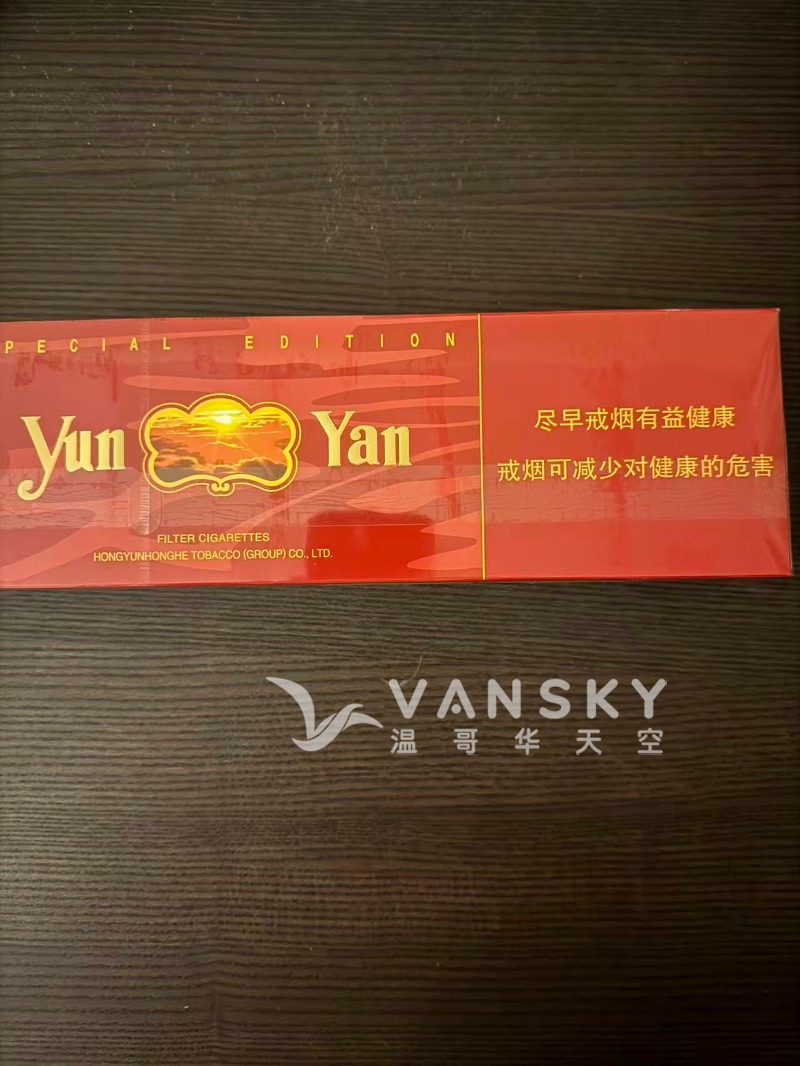 PECIAL EDITION
Yun Yan
FILTER CIGARETTES
HONGYUNHONGHE TOBACCO (GROUP) CO., LTD.
尽早戒烟有益健康
戒烟可减少对健康的危害
VANSKY
温哥华天空